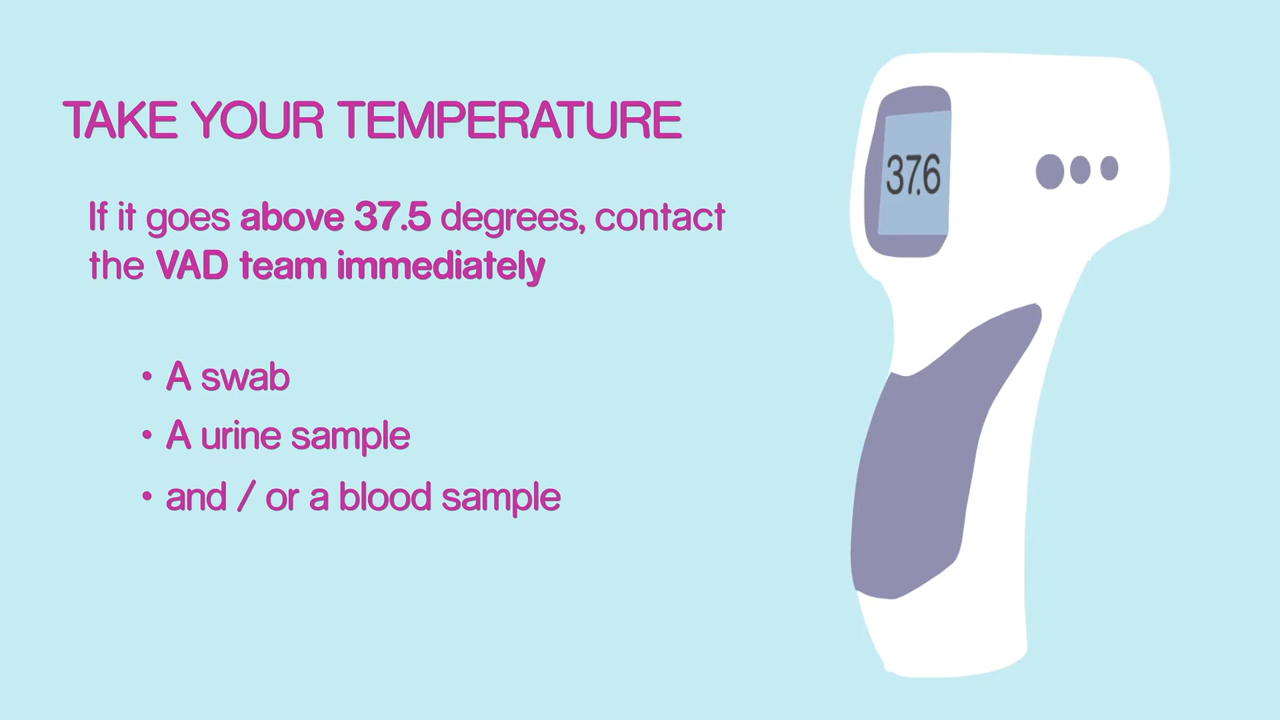 TAKE YOUR TEMPERATURE
If it goes above 37.5 degrees, contact
the VAD team immediately
• A swab
• A urine sample
• and / or a blood sample
37.6